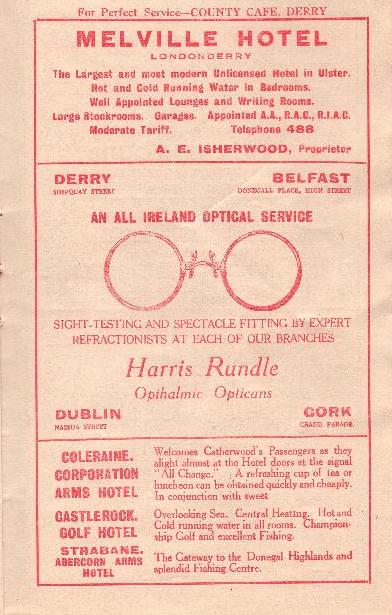 For Perfect Service—COUNTY CAFE, DERRY
MELVILLE HOTEL
LONDONDERRY
The Largest and most modern Unlicensed Hotel in Ulster.
Hot and Cold Running Water in Bedrooms.
Well Appointed Lounges and Writing Rooms.
Large Stockrooms. Garages. Appointed A.A., R.A.C., R.I.A.C.
Moderate Tariff. Telephone 488
A. E. ISHERWOOD, Proprietor
DERRY BELFAST
SHIPQUAY STREET DONEGALL PLACE, HIGH STREET
AN ALL IRELAND OPTICAL SERVICE
SIGHT-TESTING AND SPECTACLE FITTING BY EXPERT
REFRACTIONISTS AT EACH OF OUR BRANCHES
Harris Rundle
Opthalmic Opticans
DUBLIN CORK
NASSUA STREET GRAND PARADE
COLERAINE.
CORPORATION
ARMS HOTEL
Welcomes Catherwood's Passengers as they
alight almost at the Hotel doors at the signal
"All Change." A refreshing cup of tea or
luncheon can be obtained quickly and cheaply.
In conjunction with sweet
CASTLEROCK.
GOLF HOTEL
Overlooking Sea. Central Heating. Hot and
Cold running water in all rooms. Champion-
ship Golf and excellent Fishing.
STRABANE.
ABERCORN ARMS
HOTEL
The Gateway to the Donegal Highlands and
splendid Fishing Centre.